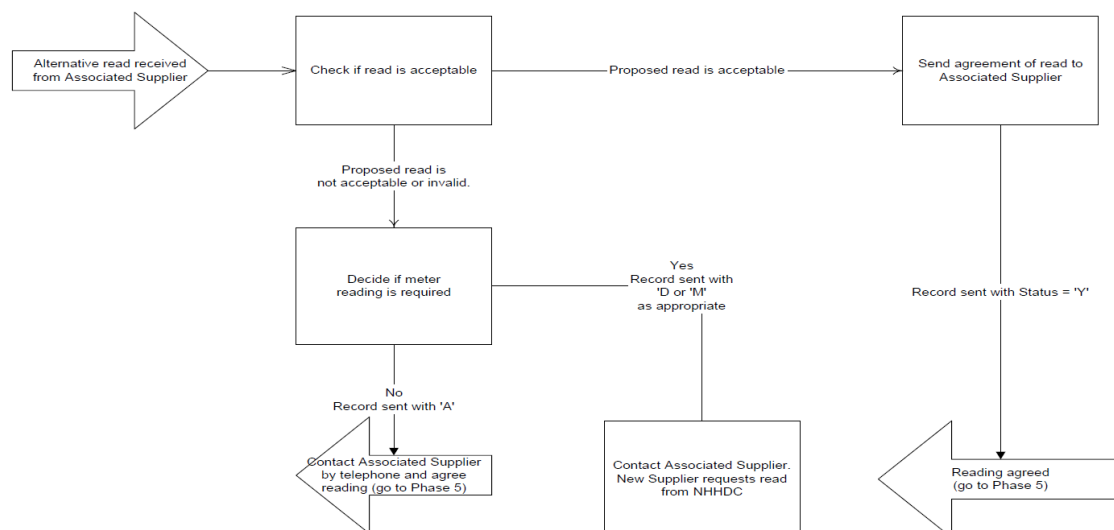 Alternative read received
from Associated Supplier
Check if read is acceptable
Proposed read is acceptable
Send agreement of read to
Associated Supplier
Proposed read is
not acceptable or invalid.
Decide if meter
reading is required
Yes
Record sent with
'D or 'M'
as appropriate
Record sent with Status = 'Y'
No
Record sent with 'A'
Contact Associated Supplier
by telephone and agree
reading (go to Phase 5)
Contact Associated Supplier.
New Supplier requests read
from NHHDC
Reading agreed
(go to Phase 5)